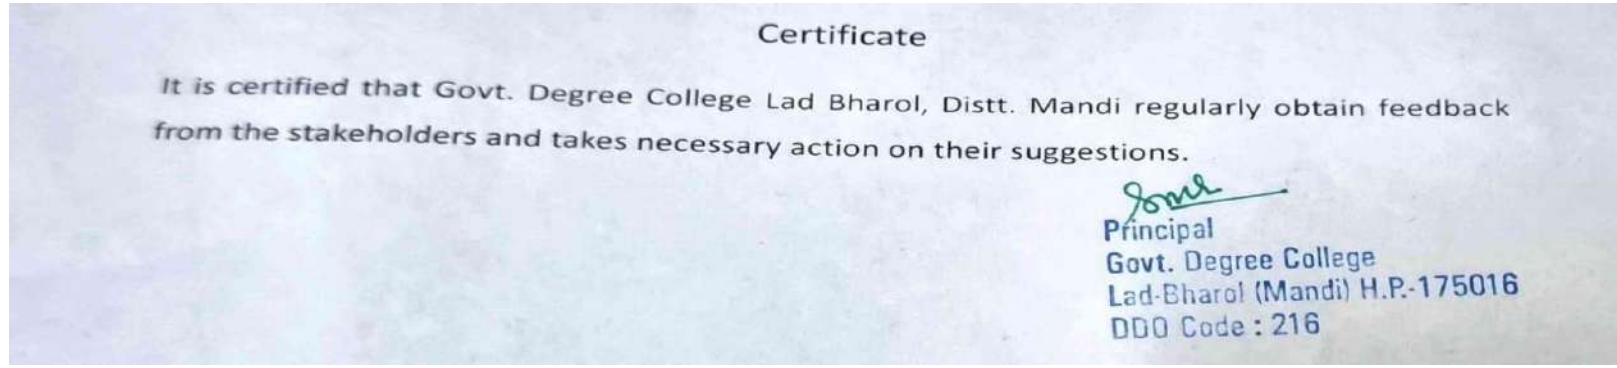 Certificate
It is certified that Govt. Degree College Lad Bharol, Distt. Mandi regularly obtain feedback
from the stakeholders and takes necessary action on their suggestions.
Principal
Govt. Degree College
Lad-Bharol (Mandi) H.P.-175016
DDO Code : 216